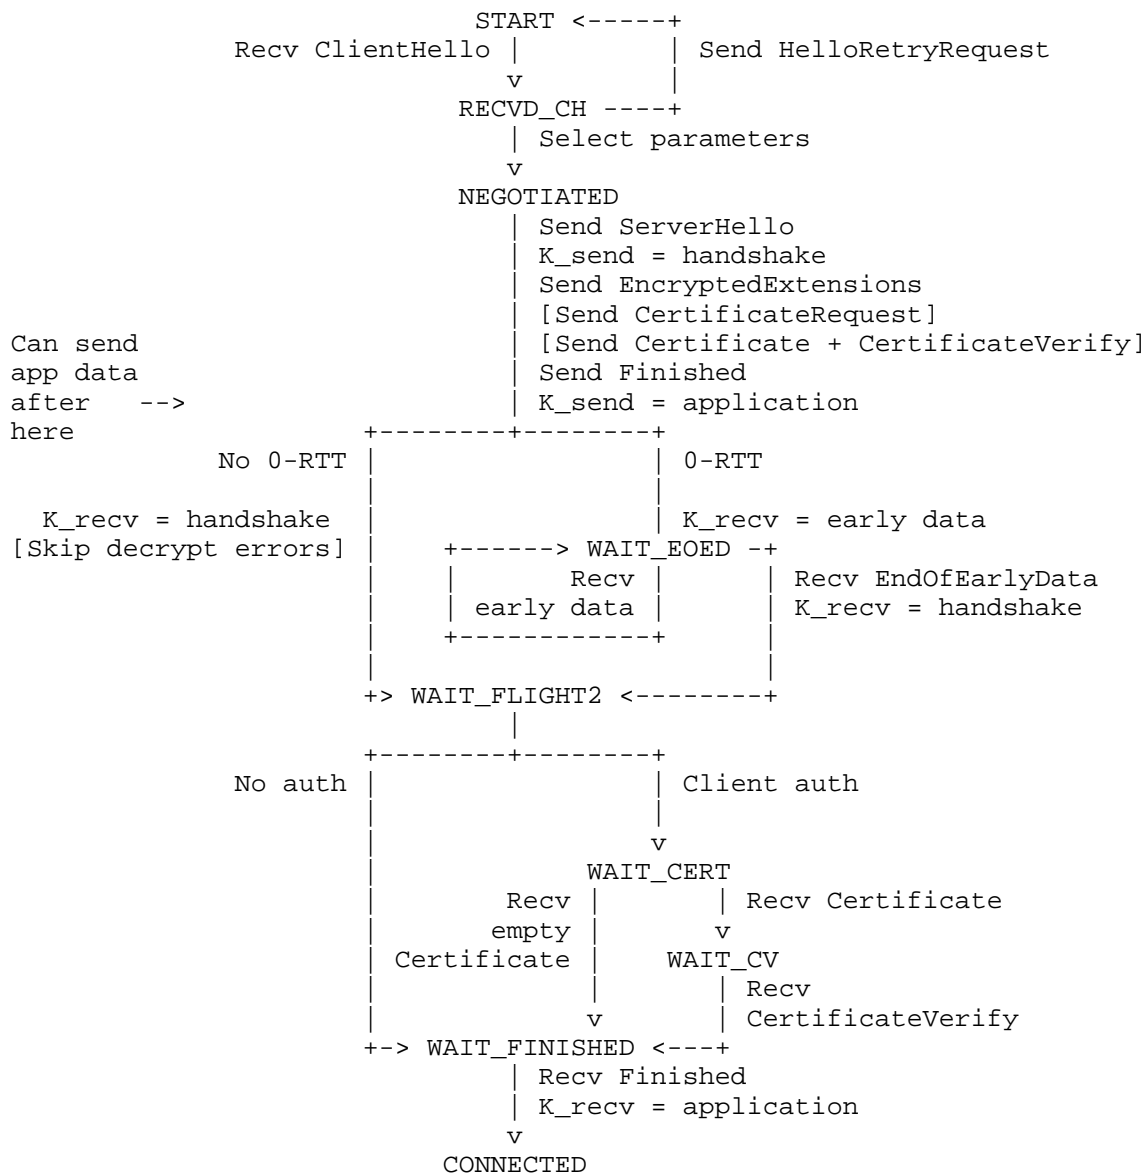 START <-----+
Recv ClientHello | | Send HelloRetryRequest
v |
RECVD_CH ----+
| Select parameters
v
NEGOTIATED
| Send ServerHello
| K_send = handshake
| Send EncryptedExtensions
| [Send CertificateRequest]
Can send | [Send Certificate + CertificateVerify]
app data | Send Finished
after --> | K_send = application
here +--------+--------+
No 0-RTT | | 0-RTT
| |
K_recv = handshake | | K_recv = early data
[Skip decrypt errors] | +------> WAIT_EOED -+
| | Recv | | Recv EndOfEarlyData
| | early data | | K_recv = handshake
| +------------+ |
| |
+> WAIT_FLIGHT2 <--------+
|
+--------+--------+
No auth | | Client auth
| |
| v
| WAIT_CERT
| Recv | | Recv Certificate
| empty | v
| Certificate | WAIT_CV
| | | Recv
| v | CertificateVerify
+-> WAIT_FINISHED <---+
| Recv Finished
| K_recv = application
v
CONNECTED